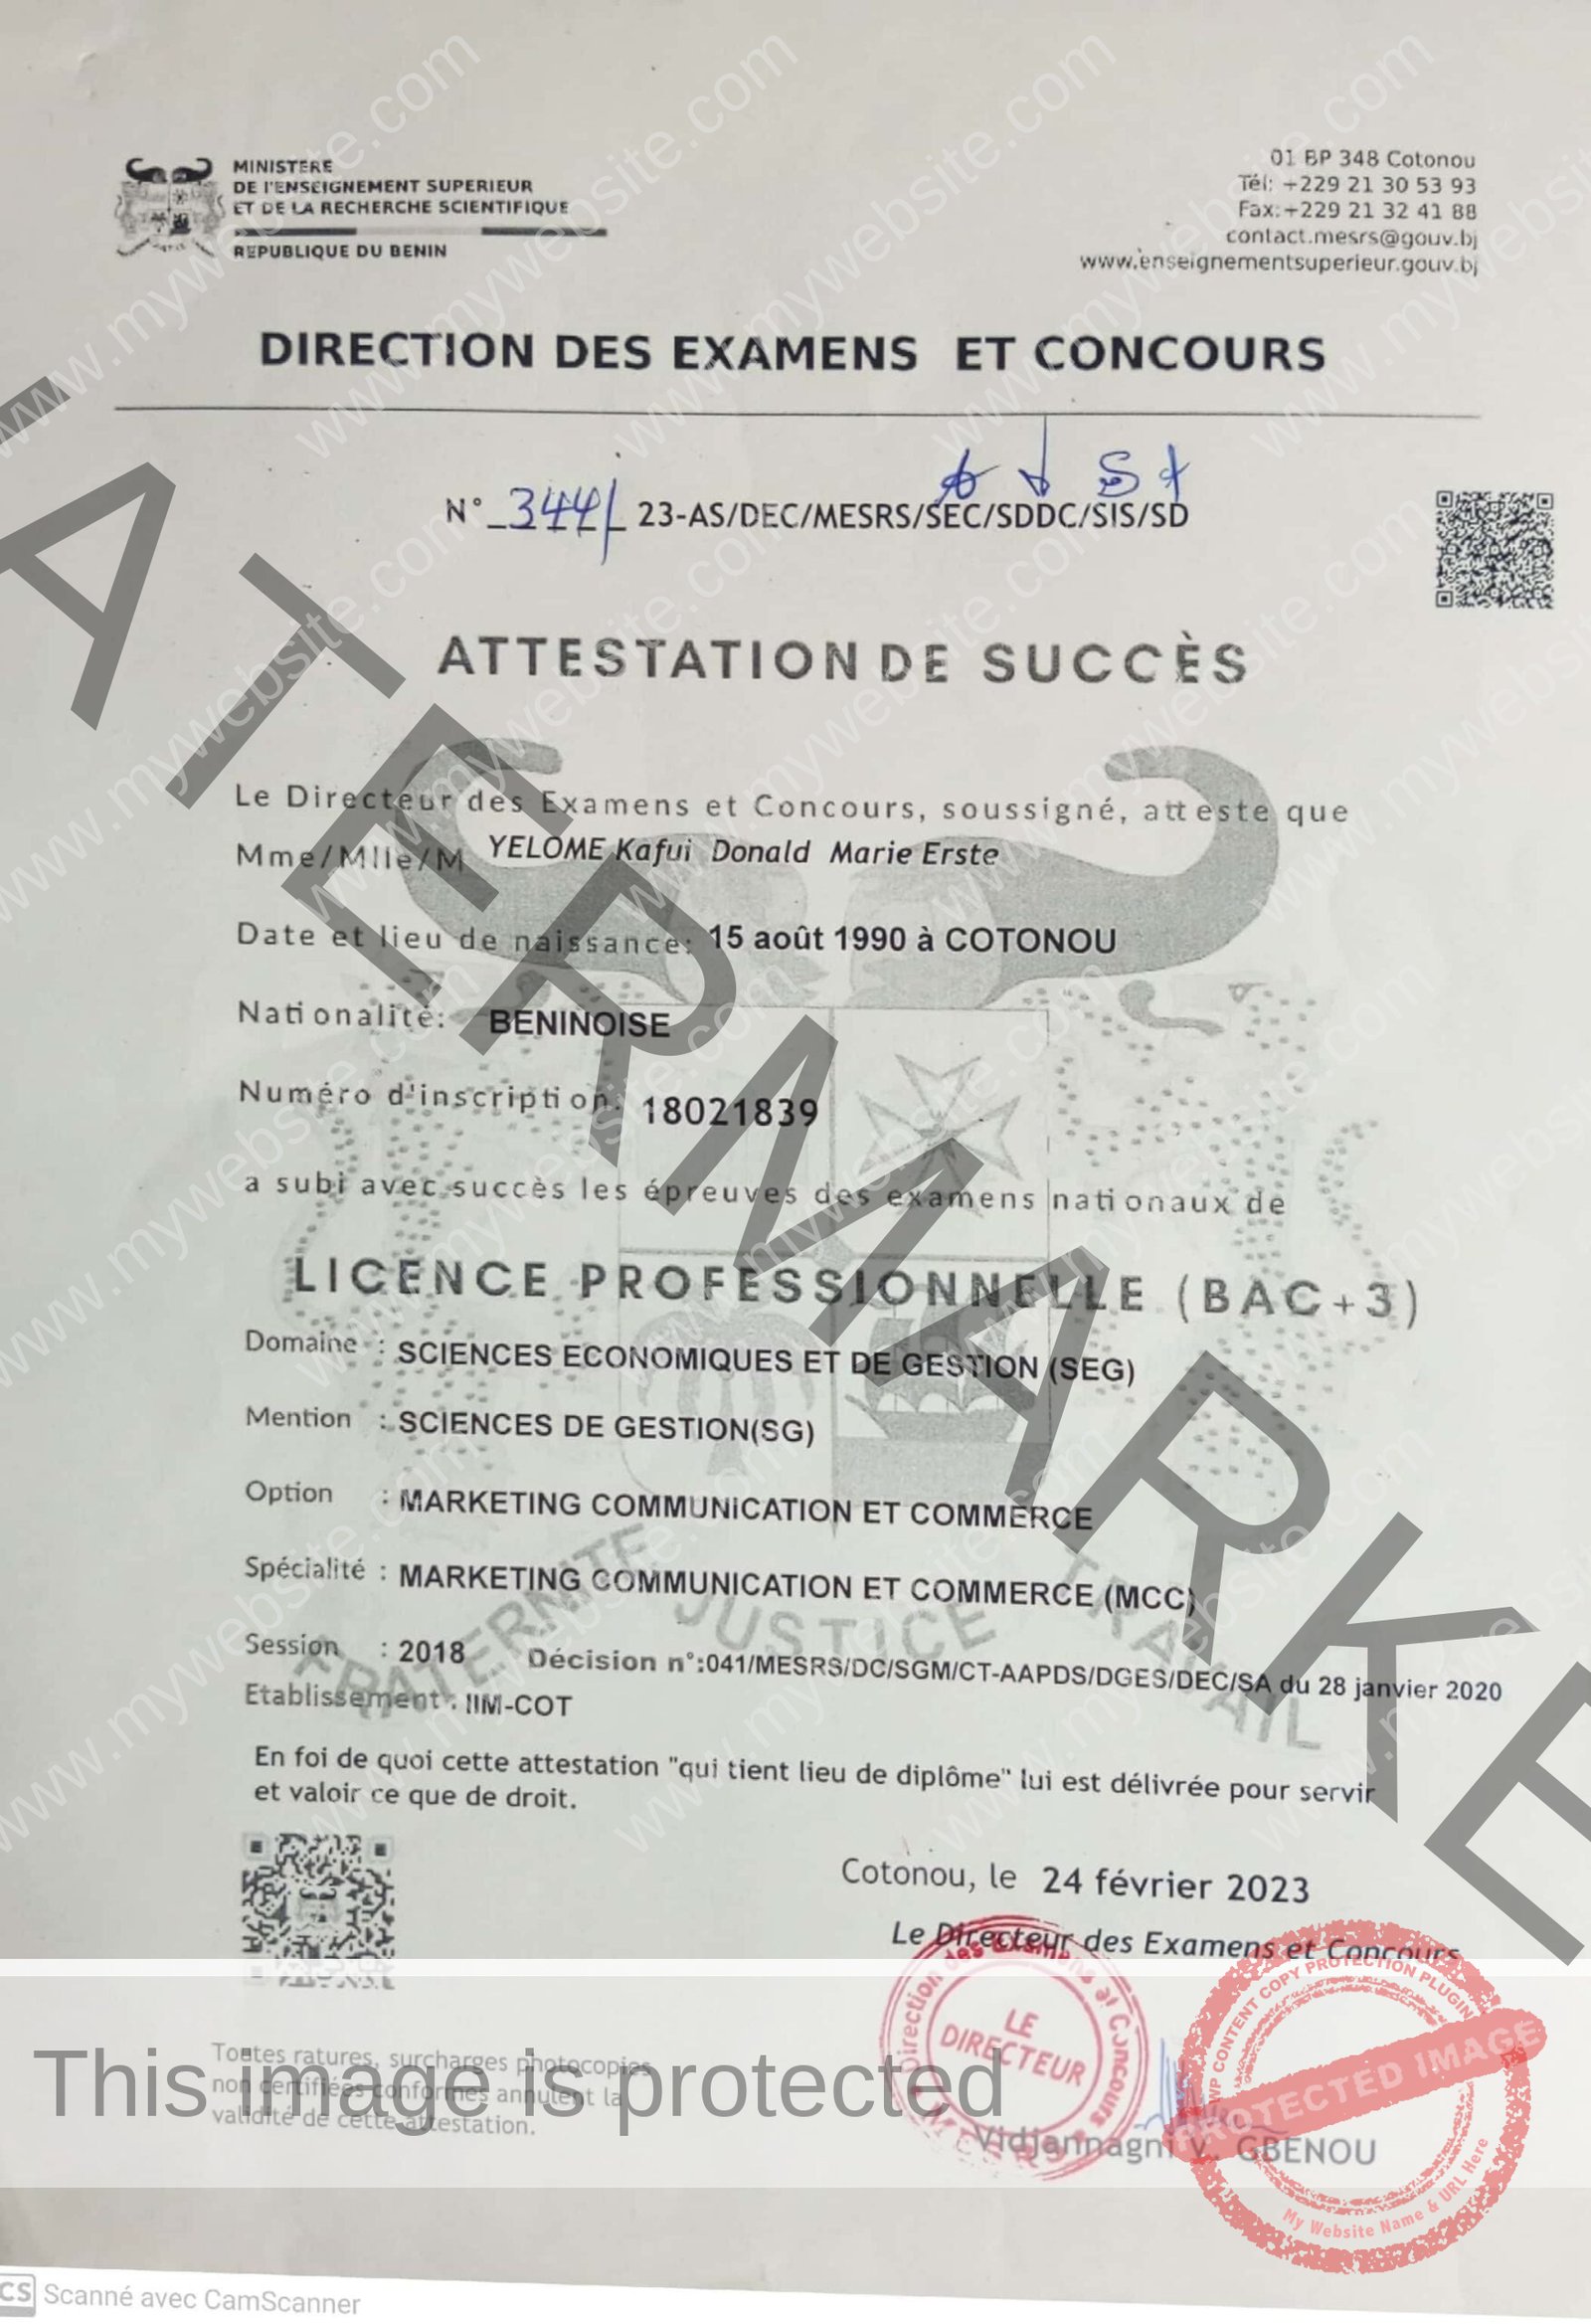 MINISTERE
DE l'ENSEIGNEMENT SUPERIEUR
ET DE LA RECHERCHE SCIENTIFIQUE
REPUBLIQUE DU BENIN
01 BP 348 Cotonou
Tél: +229 21 30 53 93
Fax:+229 21 32 41 88
contact.mesrs@gouv.bj
www.enseignementsuperieur.gouv.bj
DIRECTION DES EXAMENS ET CONCOURS
N°_344/ 23-AS/DEC/MESRS/SEC/SDDC/SIS/SD
ATTESTATION DE SUCCÈS
Le Directeur des Examens et Concours, soussigné, atteste que
Mme/Mlle/M YELOME Kafui Donald Marie Erste
Date et lieu de naissance: 15 août 1990 à COTONOU
Nationalité: BENINOISE
Numéro d'inscription: 18021839
a subi avec succès les épreuves des examens nationaux de
LICENCE PROFESSIONNELLE (BAC+3)
Domaine : SCIENCES ECONOMIQUES ET DE GESTION (SEG)
Mention : SCIENCES DE GESTION(SG)
Option : MARKETING COMMUNICATION ET COMMERCE
Spécialité : MARKETING COMMUNICATION ET COMMERCE (MCC)
FRATERNITE JUSTICE TRAVAIL
Session : 2018 Décision n°:041/MESRS/DC/SGM/CT-AAPDS/DGES/DEC/SA du 28 janvier 2020
Etablissement : IIM-COT
En foi de quoi cette attestation "qui tient lieu de diplôme" lui est délivrée pour servir
et valoir ce que de droit.
Cotonou, le 24 février 2023
Le Directeur des Examens et Concours
Direction des Examens et Concours
LE
DIRECTEUR
MESRS
Toutes ratures, surcharges photocopies
non certifiées conformes annulent la
validité de cette attestation.
V. GBENOU
This image is protected
WP CONTENT COPY PROTECTION PLUGIN
PROTECTED IMAGE
My Website Name & URL Here
ATERMARKE
www.mywebsite.com
CS Scanné avec CamScanner